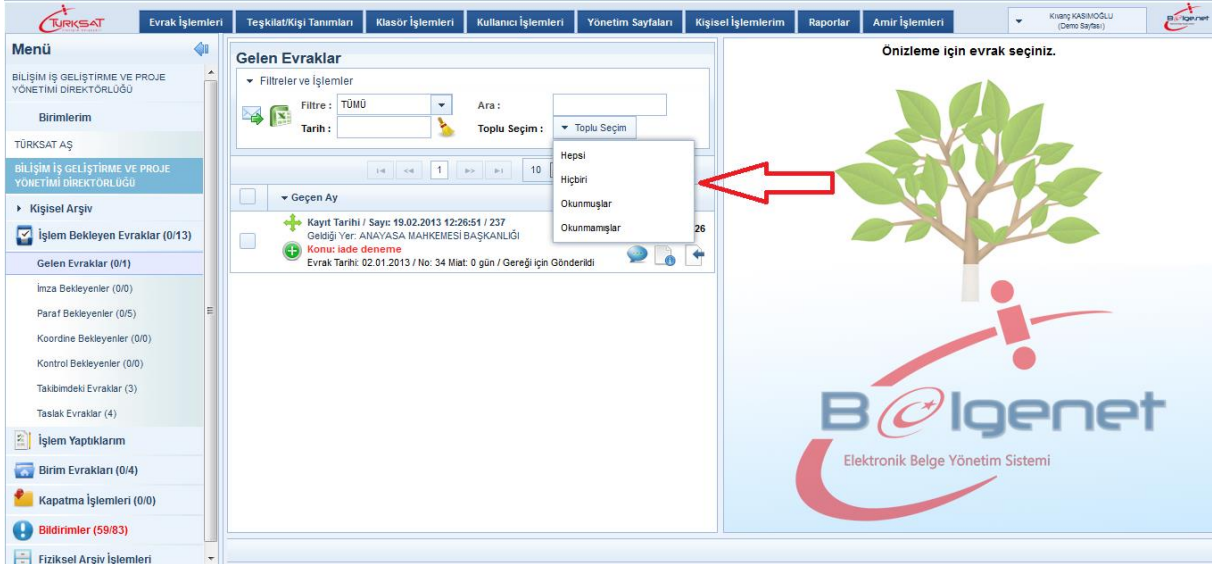 TÜRKSAT
Evrak İşlemleri
Teşkilat/Kişi Tanımları
Klasör İşlemleri
Kullanıcı İşlemleri
Yönetim Sayfaları
Kişisel İşlemlerim
Raporlar
Amir İşlemleri
Kıvanç KASIMOĞLU
(Demo Sayfası)
Belgenet
Menü
BİLİŞİM İŞ GELİŞTİRME VE PROJE
YÖNETİMİ DİREKTÖRLÜĞÜ
Birimlerim
TÜRKSAT AŞ
BİLİŞİM İŞ GELİŞTİRME VE PROJE
YÖNETİMİ DİREKTÖRLÜĞÜ
Kişisel Arşiv
İşlem Bekleyen Evraklar (0/13)
Gelen Evraklar (0/1)
İmza Bekleyenler (0/0)
Paraf Bekleyenler (0/5)
Koordine Bekleyenler (0/0)
Kontrol Bekleyenler (0/0)
Takibimdeki Evraklar (3)
Taslak Evraklar (4)
İşlem Yaptıklarım
Birim Evrakları (0/4)
Kapatma İşlemleri (0/0)
Bildirimler (59/83)
Fiziksel Arşiv İşlemleri
Gelen Evraklar
Filtreler ve İşlemler
Filtre : TÜMÜ
Ara :
Tarih :
Toplu Seçim : Toplu Seçim
Hepsi
Hiçbiri
Okunmuşlar
Okunmamışlar
1
10
Geçen Ay
Kayıt Tarihi / Sayı: 19.02.2013 12:26:51 / 237
26
Geldiği Yer: ANAYASA MAHKEMESİ BAŞKANLIĞI
Konu: iade deneme
Evrak Tarihi: 02.01.2013 / No: 34 Miat: 0 gün / Gereği için Gönderildi
Önizleme için evrak seçiniz.
Belgenet
Elektronik Belge Yönetim Sistemi